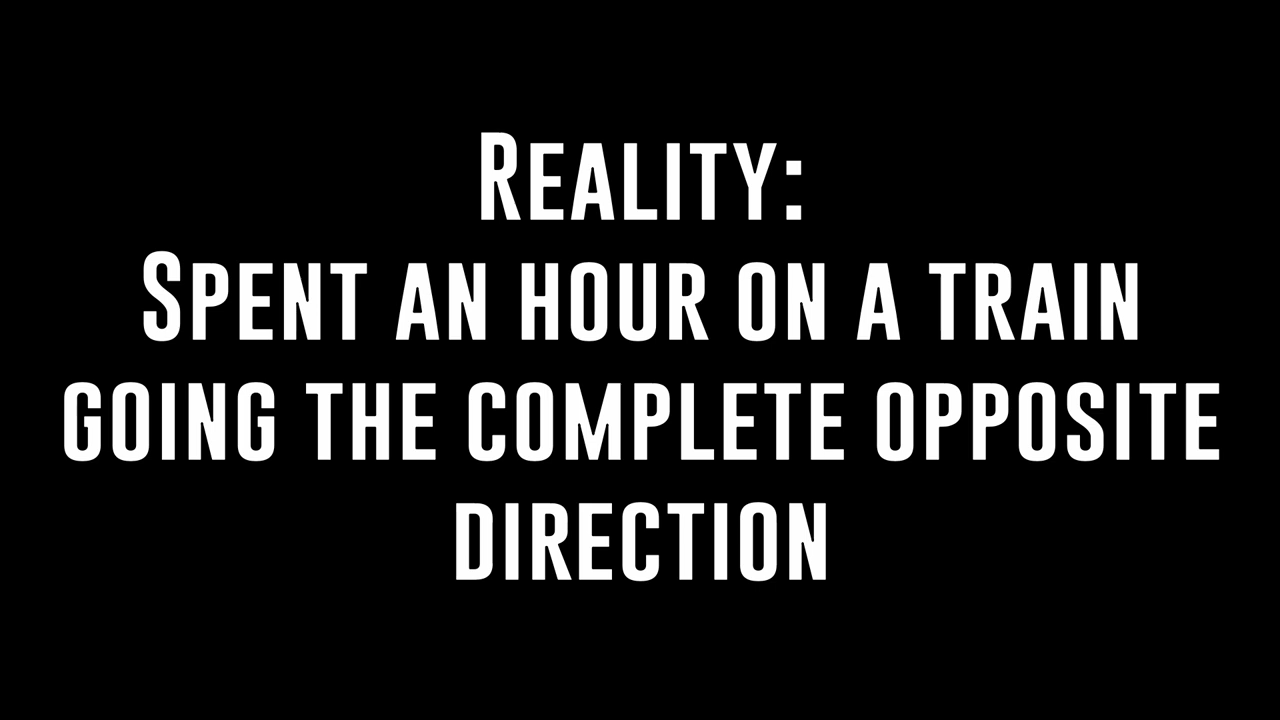 Reality:
Spent an hour on a train
going the complete opposite
direction